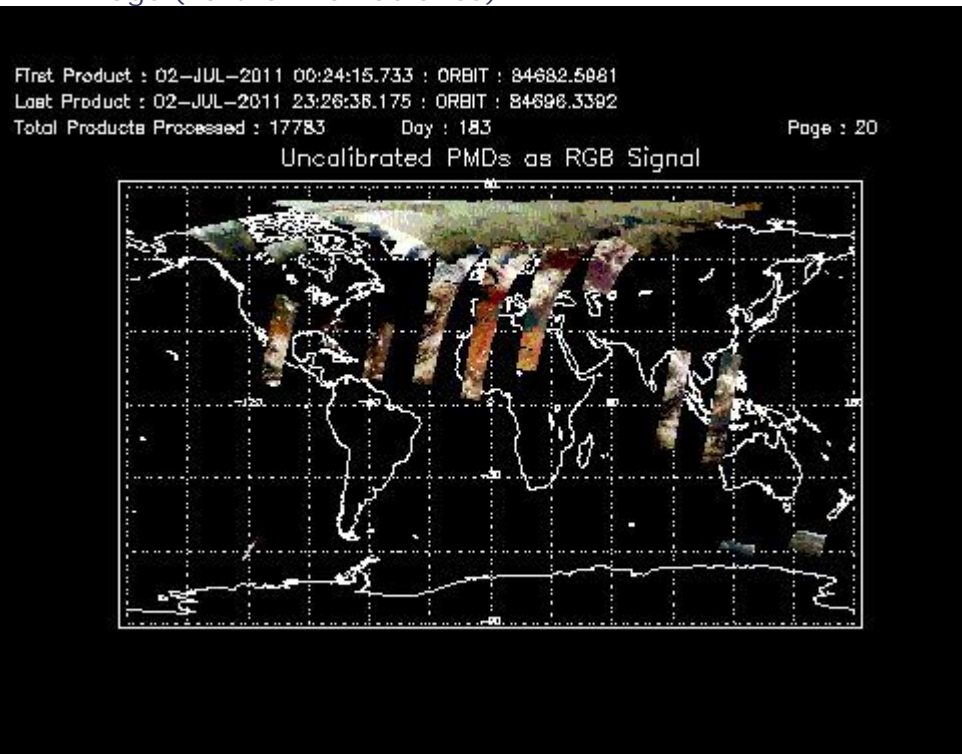 First Product : 02-JUL-2011 00:24:15.733 : ORBIT : 84682.5981
Last Product : 02-JUL-2011 23:26:36.175 : ORBIT : 84696.3392
Total Products Processed : 17783 Day : 183 Page : 20
Uncalibrated PMDs as RGB Signal